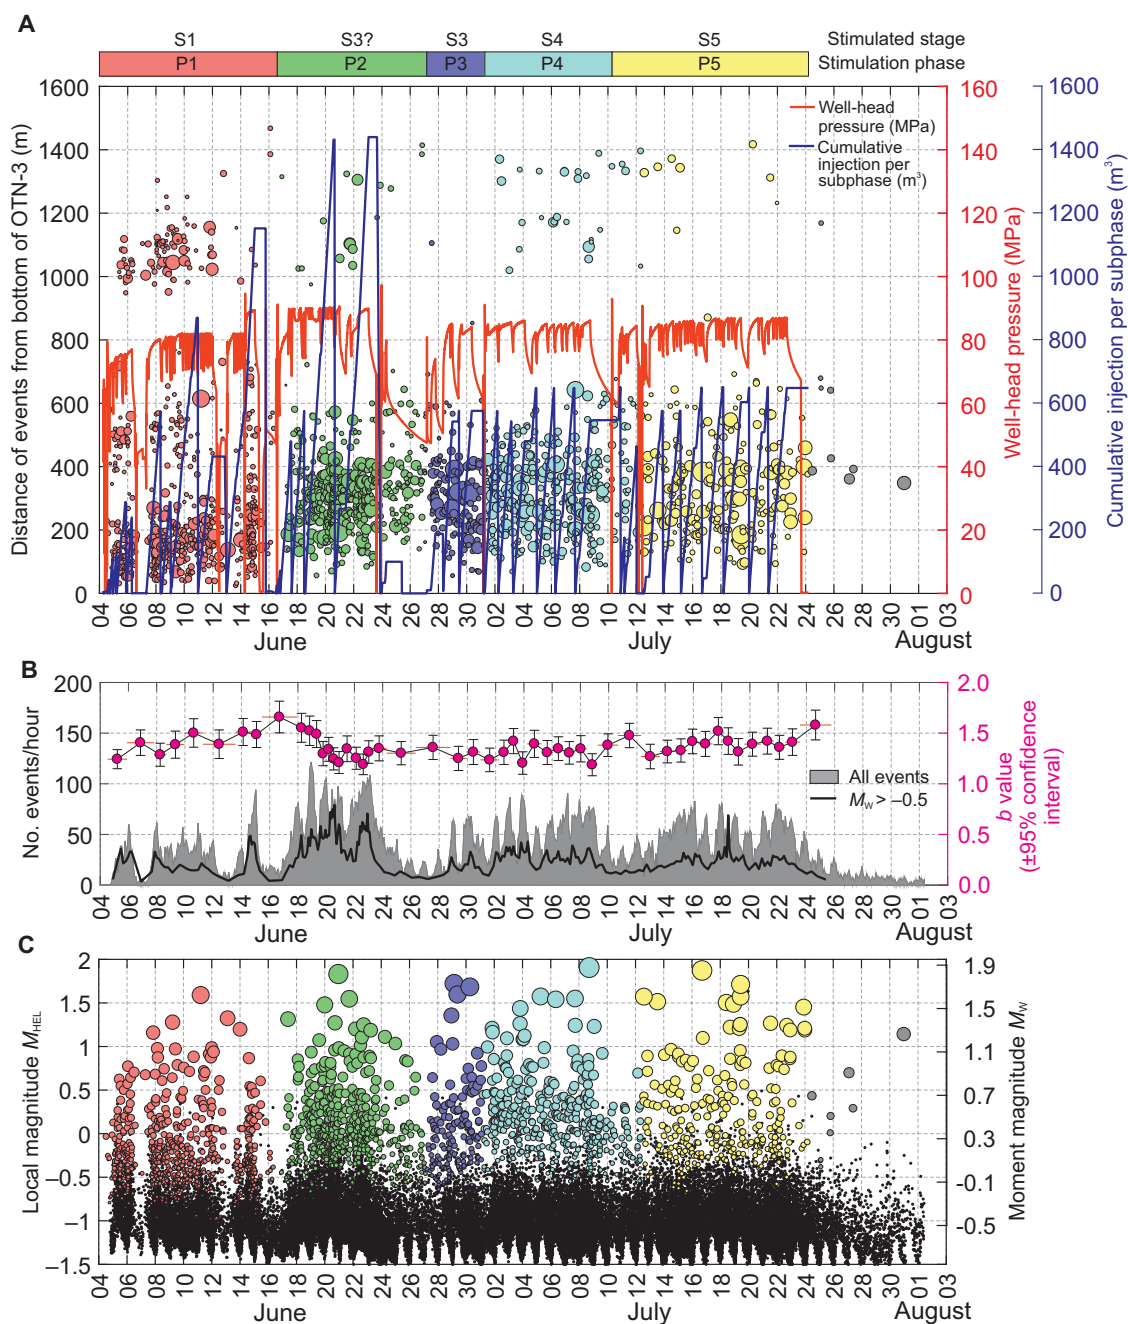 A
S1 S3? S3 S4 S5 Stimulated stage
P1 P2 P3 P4 P5 Stimulation phase
1600 160 1600
1400 140 1400
1200 120 1200
1000 100 1000
800 80 800
600 60 600
400 40 400
200 20 200
0 0 0
Well-head
pressure (MPa)
Cumulative
injection per
subphase (m³)
Distance of events from bottom of OTN-3 (m)
Well-head pressure (MPa)
Cumulative injection per subphase (m³)
04 06 08 10 12 14 16 18 20 22 24 26 28 30 02 04 06 08 10 12 14 16 18 20 22 24 26 28 30 01 03
June July August
B
200 2.0
150 1.5
100 1.0
50 0.5
0 0.0
All events
Mw > −0.5
No. events/hour
b value
(±95% confidence
interval)
04 06 08 10 12 14 16 18 20 22 24 26 28 30 02 04 06 08 10 12 14 16 18 20 22 24 26 28 30 01 03
June July August
C
2 1.9
1.5 1.5
1 1.1
0.5 0.7
0 0.3
−0.5 -0.1
−1 -0.5
−1.5
Local magnitude MHEL
Moment magnitude Mw
04 06 08 10 12 14 16 18 20 22 24 26 28 30 02 04 06 08 10 12 14 16 18 20 22 24 26 28 30 01 03
June July August